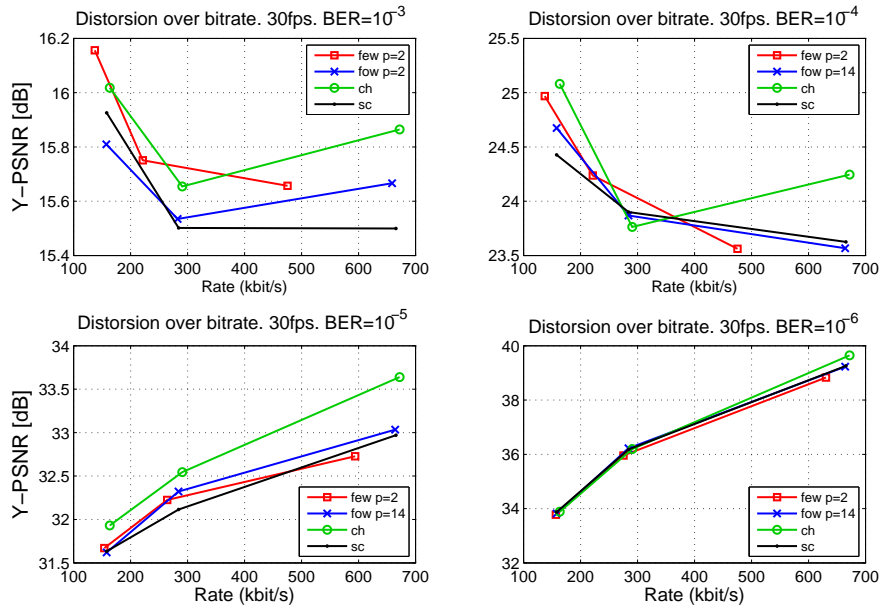 Distorsion over bitrate. 30fps. BER=10^-3
Y−PSNR [dB]
16.2
16
15.8
15.6
15.4
100 200 300 400 500 600 700
Rate (kbit/s)
few p=2
fow p=2
ch
sc
Distorsion over bitrate. 30fps. BER=10^-4
25.5
25
24.5
24
23.5
100 200 300 400 500 600 700
Rate (kbit/s)
few p=2
fow p=14
ch
sc
Distorsion over bitrate. 30fps. BER=10^-5
Y−PSNR [dB]
34
33.5
33
32.5
32
31.5
100 200 300 400 500 600 700
Rate (kbit/s)
few p=2
fow p=14
ch
sc
Distorsion over bitrate. 30fps. BER=10^-6
40
38
36
34
32
100 200 300 400 500 600 700
Rate (kbit/s)
few p=2
fow p=14
ch
sc